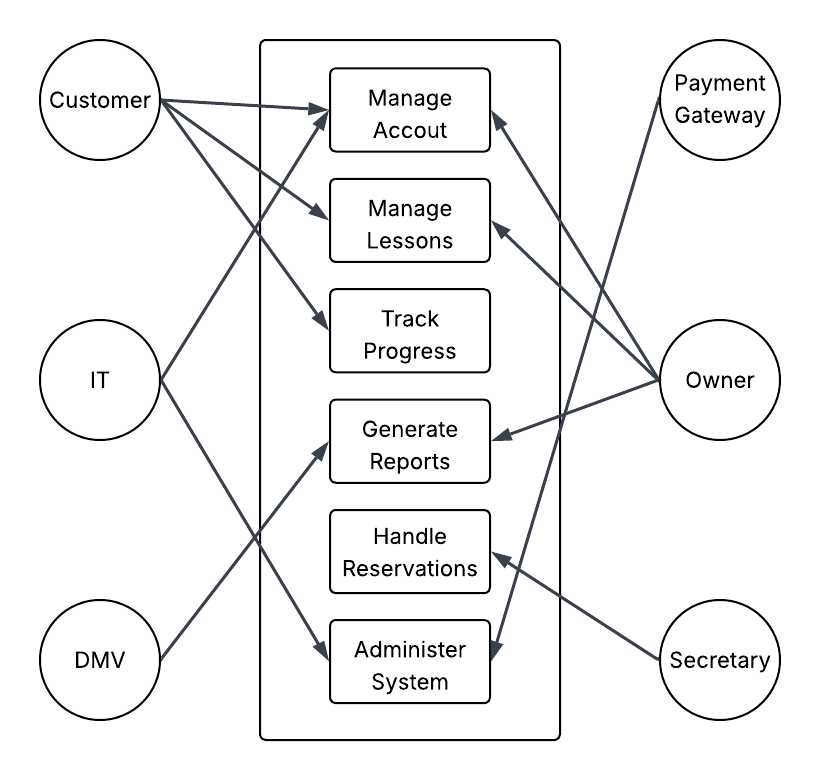 Customer
IT
DMV
Manage
Accout
Manage
Lessons
Track
Progress
Generate
Reports
Handle
Reservations
Administer
System
Payment
Gateway
Owner
Secretary